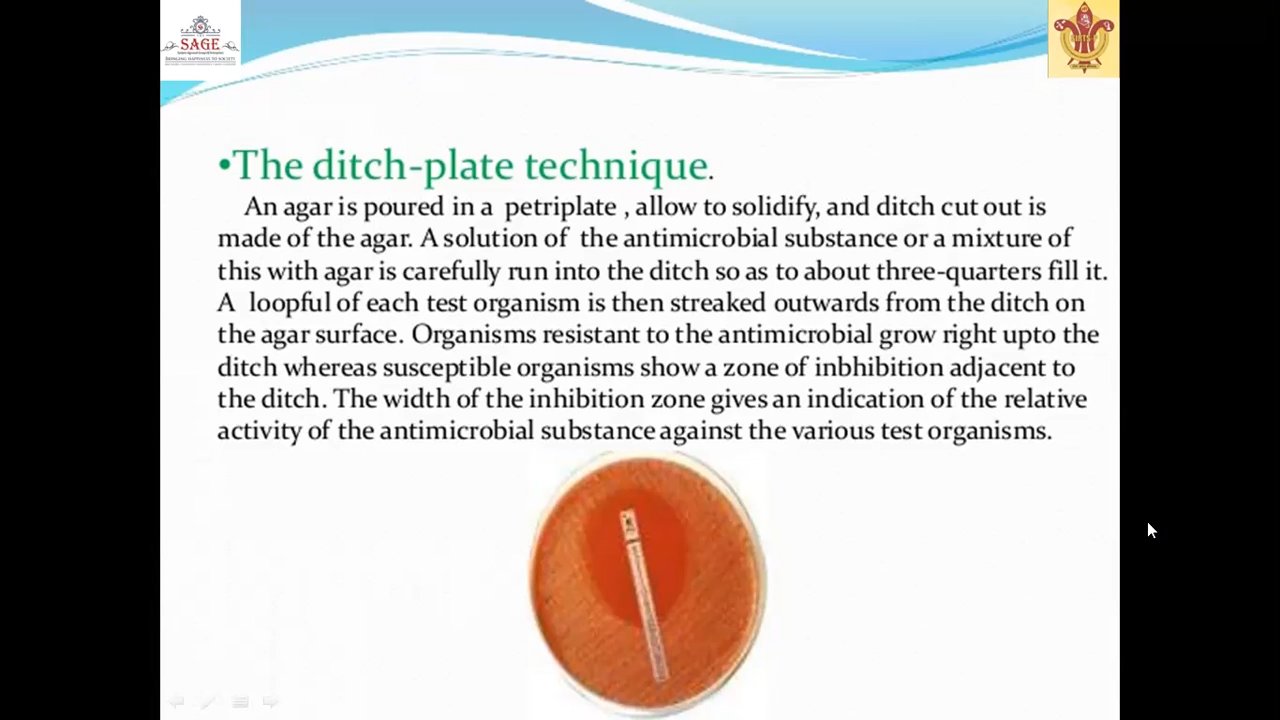 SAGE
BRINGING HAPPINESS TO SOCIETY
•The ditch-plate technique.
An agar is poured in a petriplate , allow to solidify, and ditch cut out is
made of the agar. A solution of the antimicrobial substance or a mixture of
this with agar is carefully run into the ditch so as to about three-quarters fill it.
A loopful of each test organism is then streaked outwards from the ditch on
the agar surface. Organisms resistant to the antimicrobial grow right upto the
ditch whereas susceptible organisms show a zone of inbhibition adjacent to
the ditch. The width of the inhibition zone gives an indication of the relative
activity of the antimicrobial substance against the various test organisms.